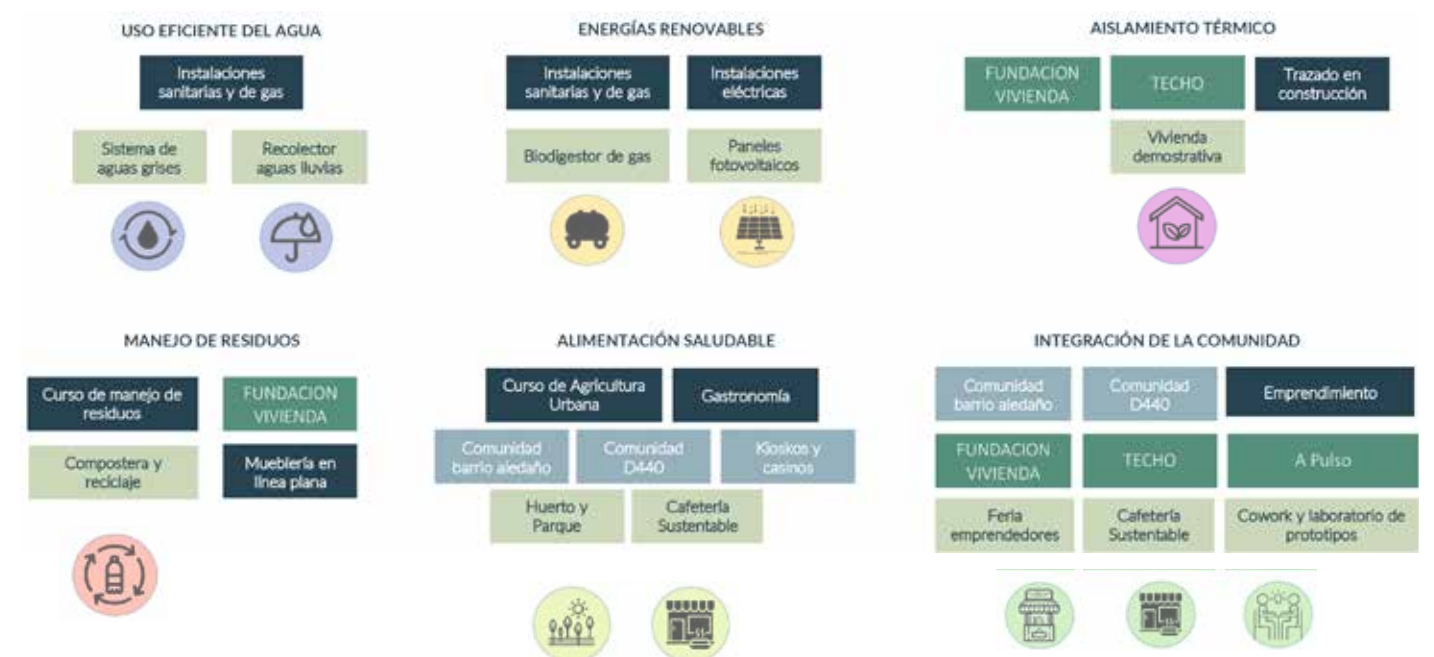 USO EFICIENTE DEL AGUA
Instalaciones
sanitarias y de gas
Sistema de
aguas grises
Recolector
aguas lluvias
ENERGÍAS RENOVABLES
Instalaciones
sanitarias y de gas
Instalaciones
eléctricas
Biodigestor de gas
Paneles
fotovoltaicos
AISLAMIENTO TÉRMICO
FUNDACION
VIVIENDA
TECHO
Trazado en
construcción
Vivienda
demostrativa
MANEJO DE RESIDUOS
Curso de manejo de
residuos
FUNDACION
VIVIENDA
Compostera y
reciclaje
Mueblería en
línea plana
ALIMENTACIÓN SALUDABLE
Curso de Agricultura
Urbana
Gastronomía
Comunidad
barrio aledaño
Comunidad
D440
Kioskos y
casinos
Huerto y
Parque
Cafetería
Sustentable
INTEGRACIÓN DE LA COMUNIDAD
Comunidad
barrio aledaño
Comunidad
D440
Emprendimiento
FUNDACION
VIVIENDA
TECHO
A Pulso
Feria
emprendedores
Cafetería
Sustentable
Cowork y laboratorio de
prototipos